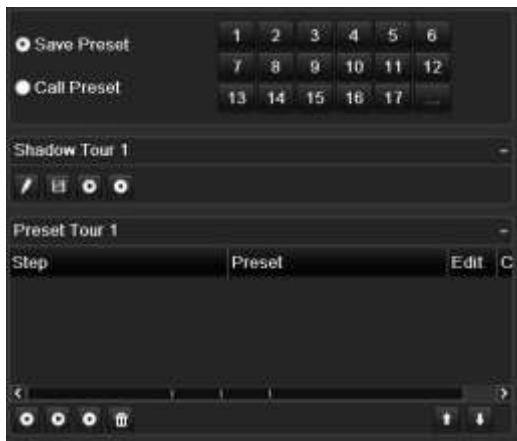 Save Preset
Call Preset
1 2 3 4 5 6
7 8 9 10 11 12
13 14 15 16 17 ...
Shadow Tour 1
Preset Tour 1
Step Preset Edit C